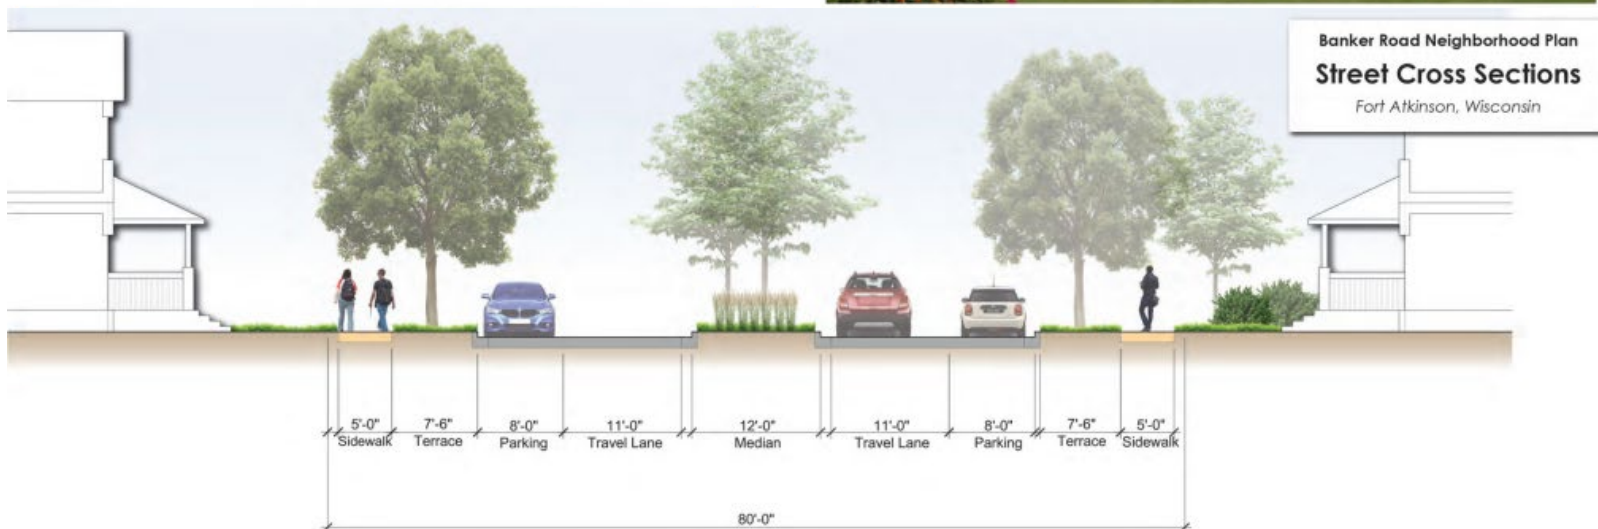 Banker Road Neighborhood Plan
Street Cross Sections
Fort Atkinson, Wisconsin
5'-0" 7'-6" 8'-0" 11'-0" 12'-0" 11'-0" 8'-0" 7'-6" 5'-0"
Sidewalk Terrace Parking Travel Lane Median Travel Lane Parking Terrace Sidewalk
80'-0"